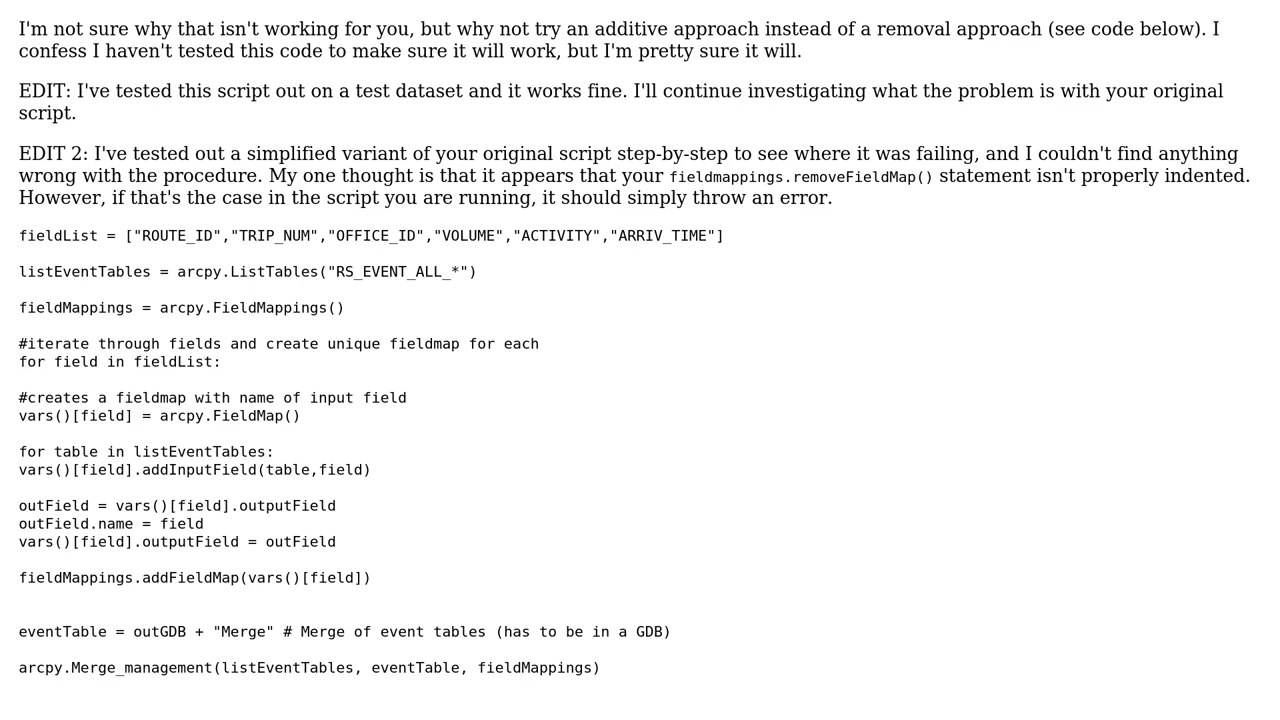 I'm not sure why that isn't working for you, but why not try an additive approach instead of a removal approach (see code below). I
confess I haven't tested this code to make sure it will work, but I'm pretty sure it will.
EDIT: I've tested this script out on a test dataset and it works fine. I'll continue investigating what the problem is with your original
script.
EDIT 2: I've tested out a simplified variant of your original script step-by-step to see where it was failing, and I couldn't find anything
wrong with the procedure. My one thought is that it appears that your fieldmappings.removeFieldMap() statement isn't properly indented.
However, if that's the case in the script you are running, it should simply throw an error.
fieldList = ["ROUTE_ID","TRIP_NUM","OFFICE_ID","VOLUME","ACTIVITY","ARRIV_TIME"]
listEventTables = arcpy.ListTables("RS_EVENT_ALL_*")
fieldMappings = arcpy.FieldMappings()
#iterate through fields and create unique fieldmap for each
for field in fieldList:
#creates a fieldmap with name of input field
vars()[field] = arcpy.FieldMap()
for table in listEventTables:
vars()[field].addInputField(table,field)
outField = vars()[field].outputField
outField.name = field
vars()[field].outputField = outField
fieldMappings.addFieldMap(vars()[field])
eventTable = outGDB + "Merge" # Merge of event tables (has to be in a GDB)
arcpy.Merge_management(listEventTables, eventTable, fieldMappings)